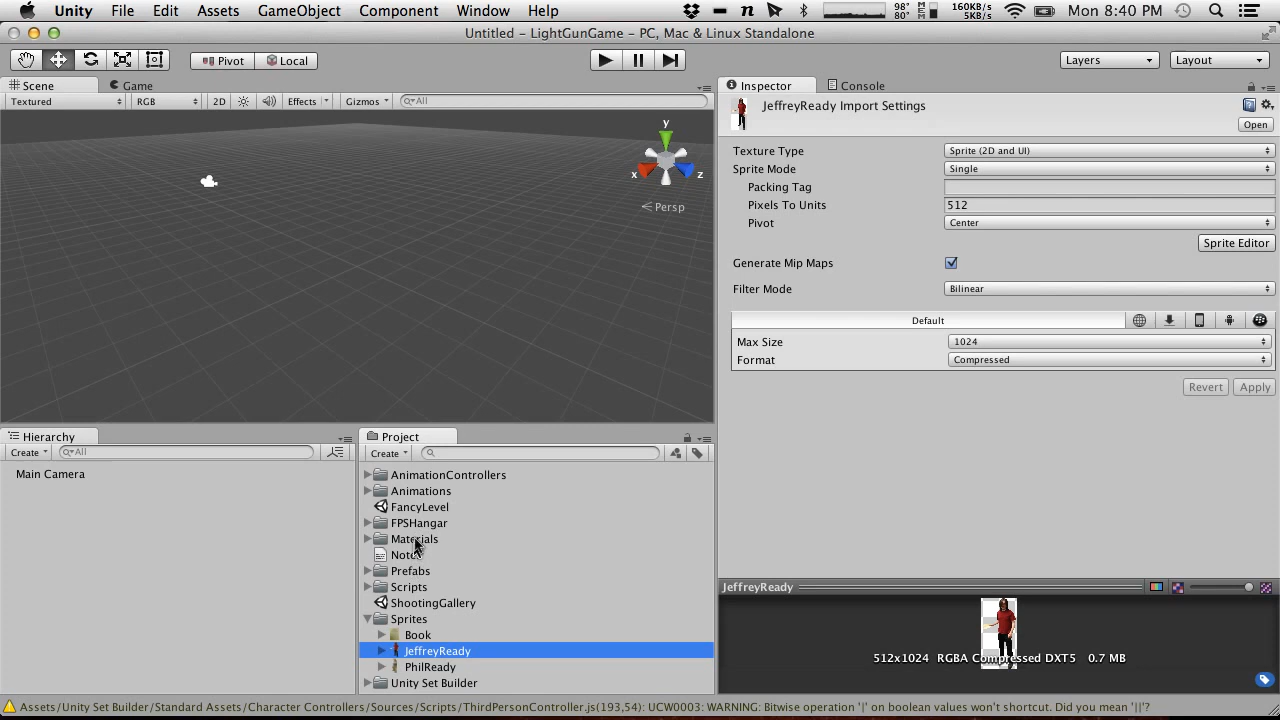 Unity File Edit Assets GameObject Component Window Help 98° 80° 160KB/s 5KB/s Mon 8:40 PM
Untitled – LightGunGame – PC, Mac & Linux Standalone
Pivot Local Layers Layout
Scene Game Inspector Console
Textured RGB 2D Effects Gizmos All
JeffreyReady Import Settings
Open
y
x z
Persp
Texture Type Sprite (2D and UI)
Sprite Mode Single
Packing Tag
Pixels To Units 512
Pivot Center
Sprite Editor
Generate Mip Maps
Filter Mode Bilinear
Default
Max Size 1024
Format Compressed
Revert Apply
Hierarchy Project
Create All Create
Main Camera
AnimationControllers
Animations
FancyLevel
FPSHangar
Materials
Prefabs
Scripts
ShootingGallery
Sprites
Book
JeffreyReady
PhilReady
Unity Set Builder
JeffreyReady
512x1024 RGBA Compressed DXT5 0.7 MB
Assets/Unity Set Builder/Standard Assets/Character Controllers/Sources/Scripts/ThirdPersonController.js(193,54): UCW0003: WARNING: Bitwise operation '|' on boolean values won't shortcut. Did you mean '||'?